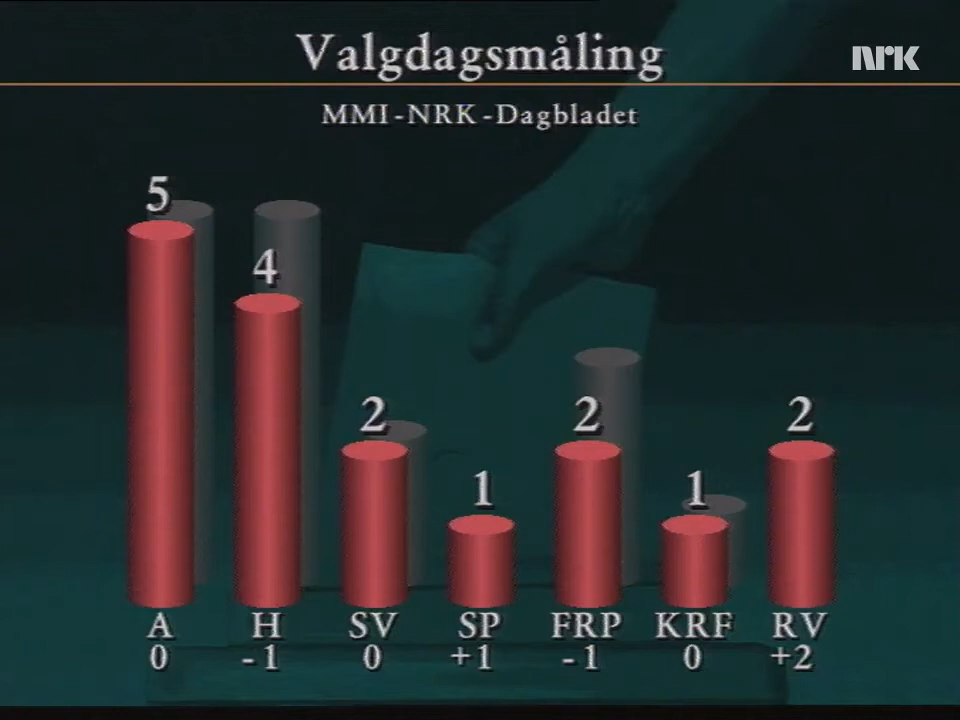 Valgdagsmåling
NRK
MMI-NRK-Dagbladet
5
4
2
1
2
1
2
A H SV SP FRP KRF RV
0 -1 0 +1 -1 0 +2